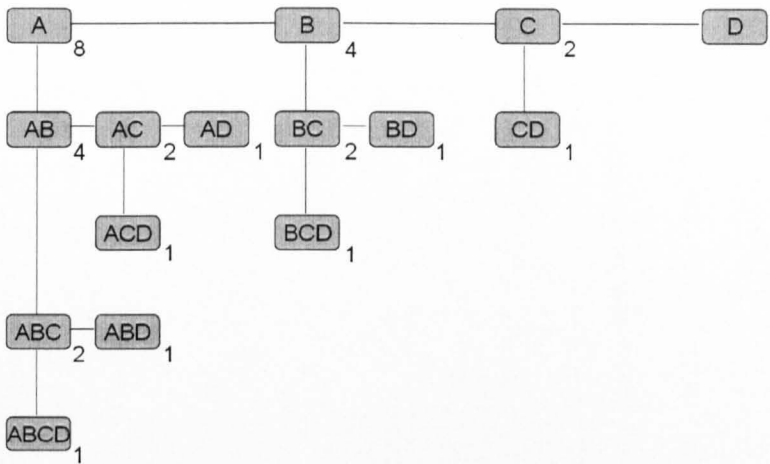 A B C D
8 4 2
AB AC AD BC BD CD
4 2 1 2 1 1
ACD BCD
1 1
ABC ABD
2 1
ABCD
1